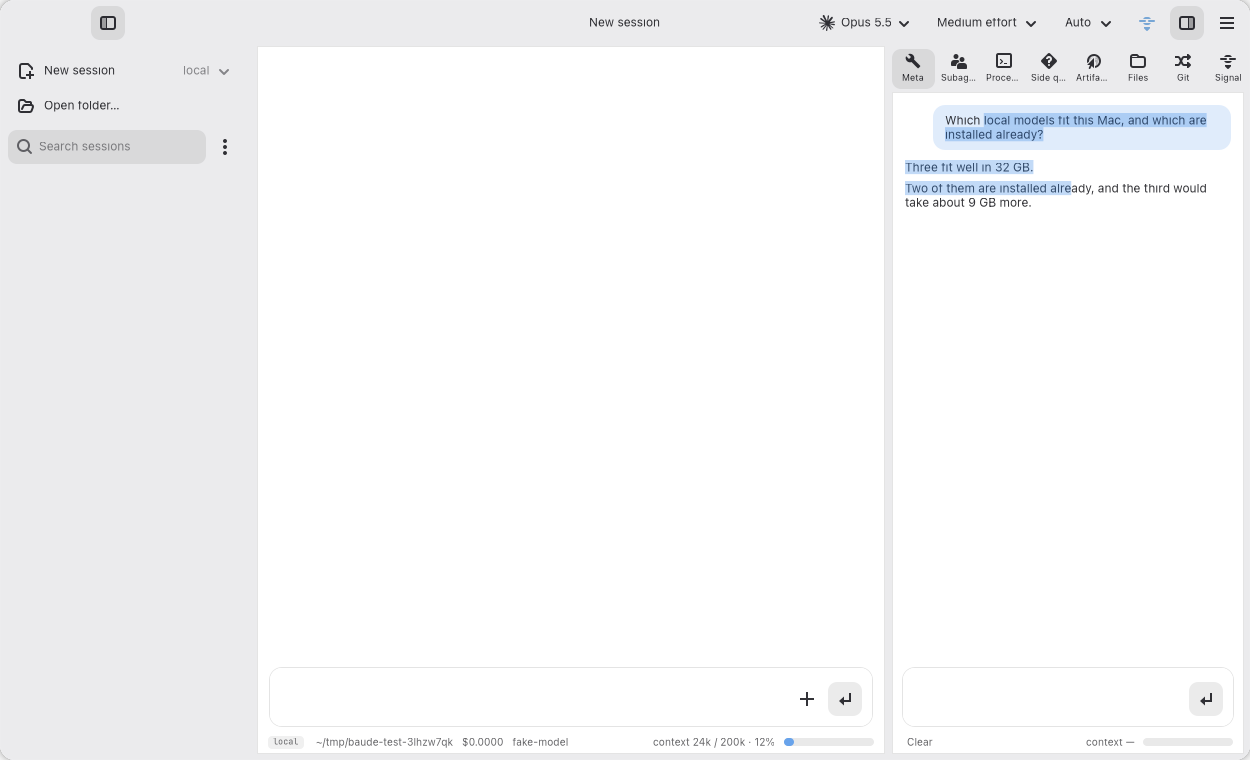 New session
Opus 5.5
Medium effort
Auto
New session
local
Open folder...
Search sessions
Meta
Subag...
Proce...
Side q...
Artifa...
Files
Git
Signal
Which local models fit this Mac, and which are
installed already?
Three fit well in 32 GB.
Two of them are installed already, and the third would
take about 9 GB more.
local
~/tmp/baude-test-3lhzw7qk
$0.0000
fake-model
context 24k / 200k · 12%
Clear
context —